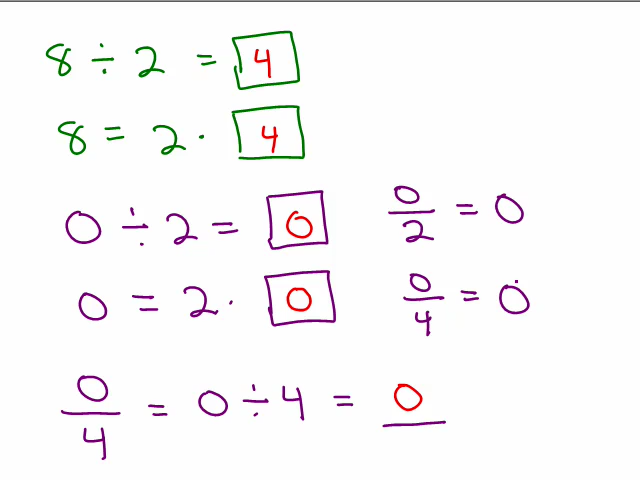 8 ÷ 2 = 4
8 = 2 · 4
0 ÷ 2 = 0
0/2 = 0
0 = 2 · 0
0/4 = 0
0/4 = 0 ÷ 4 = 0